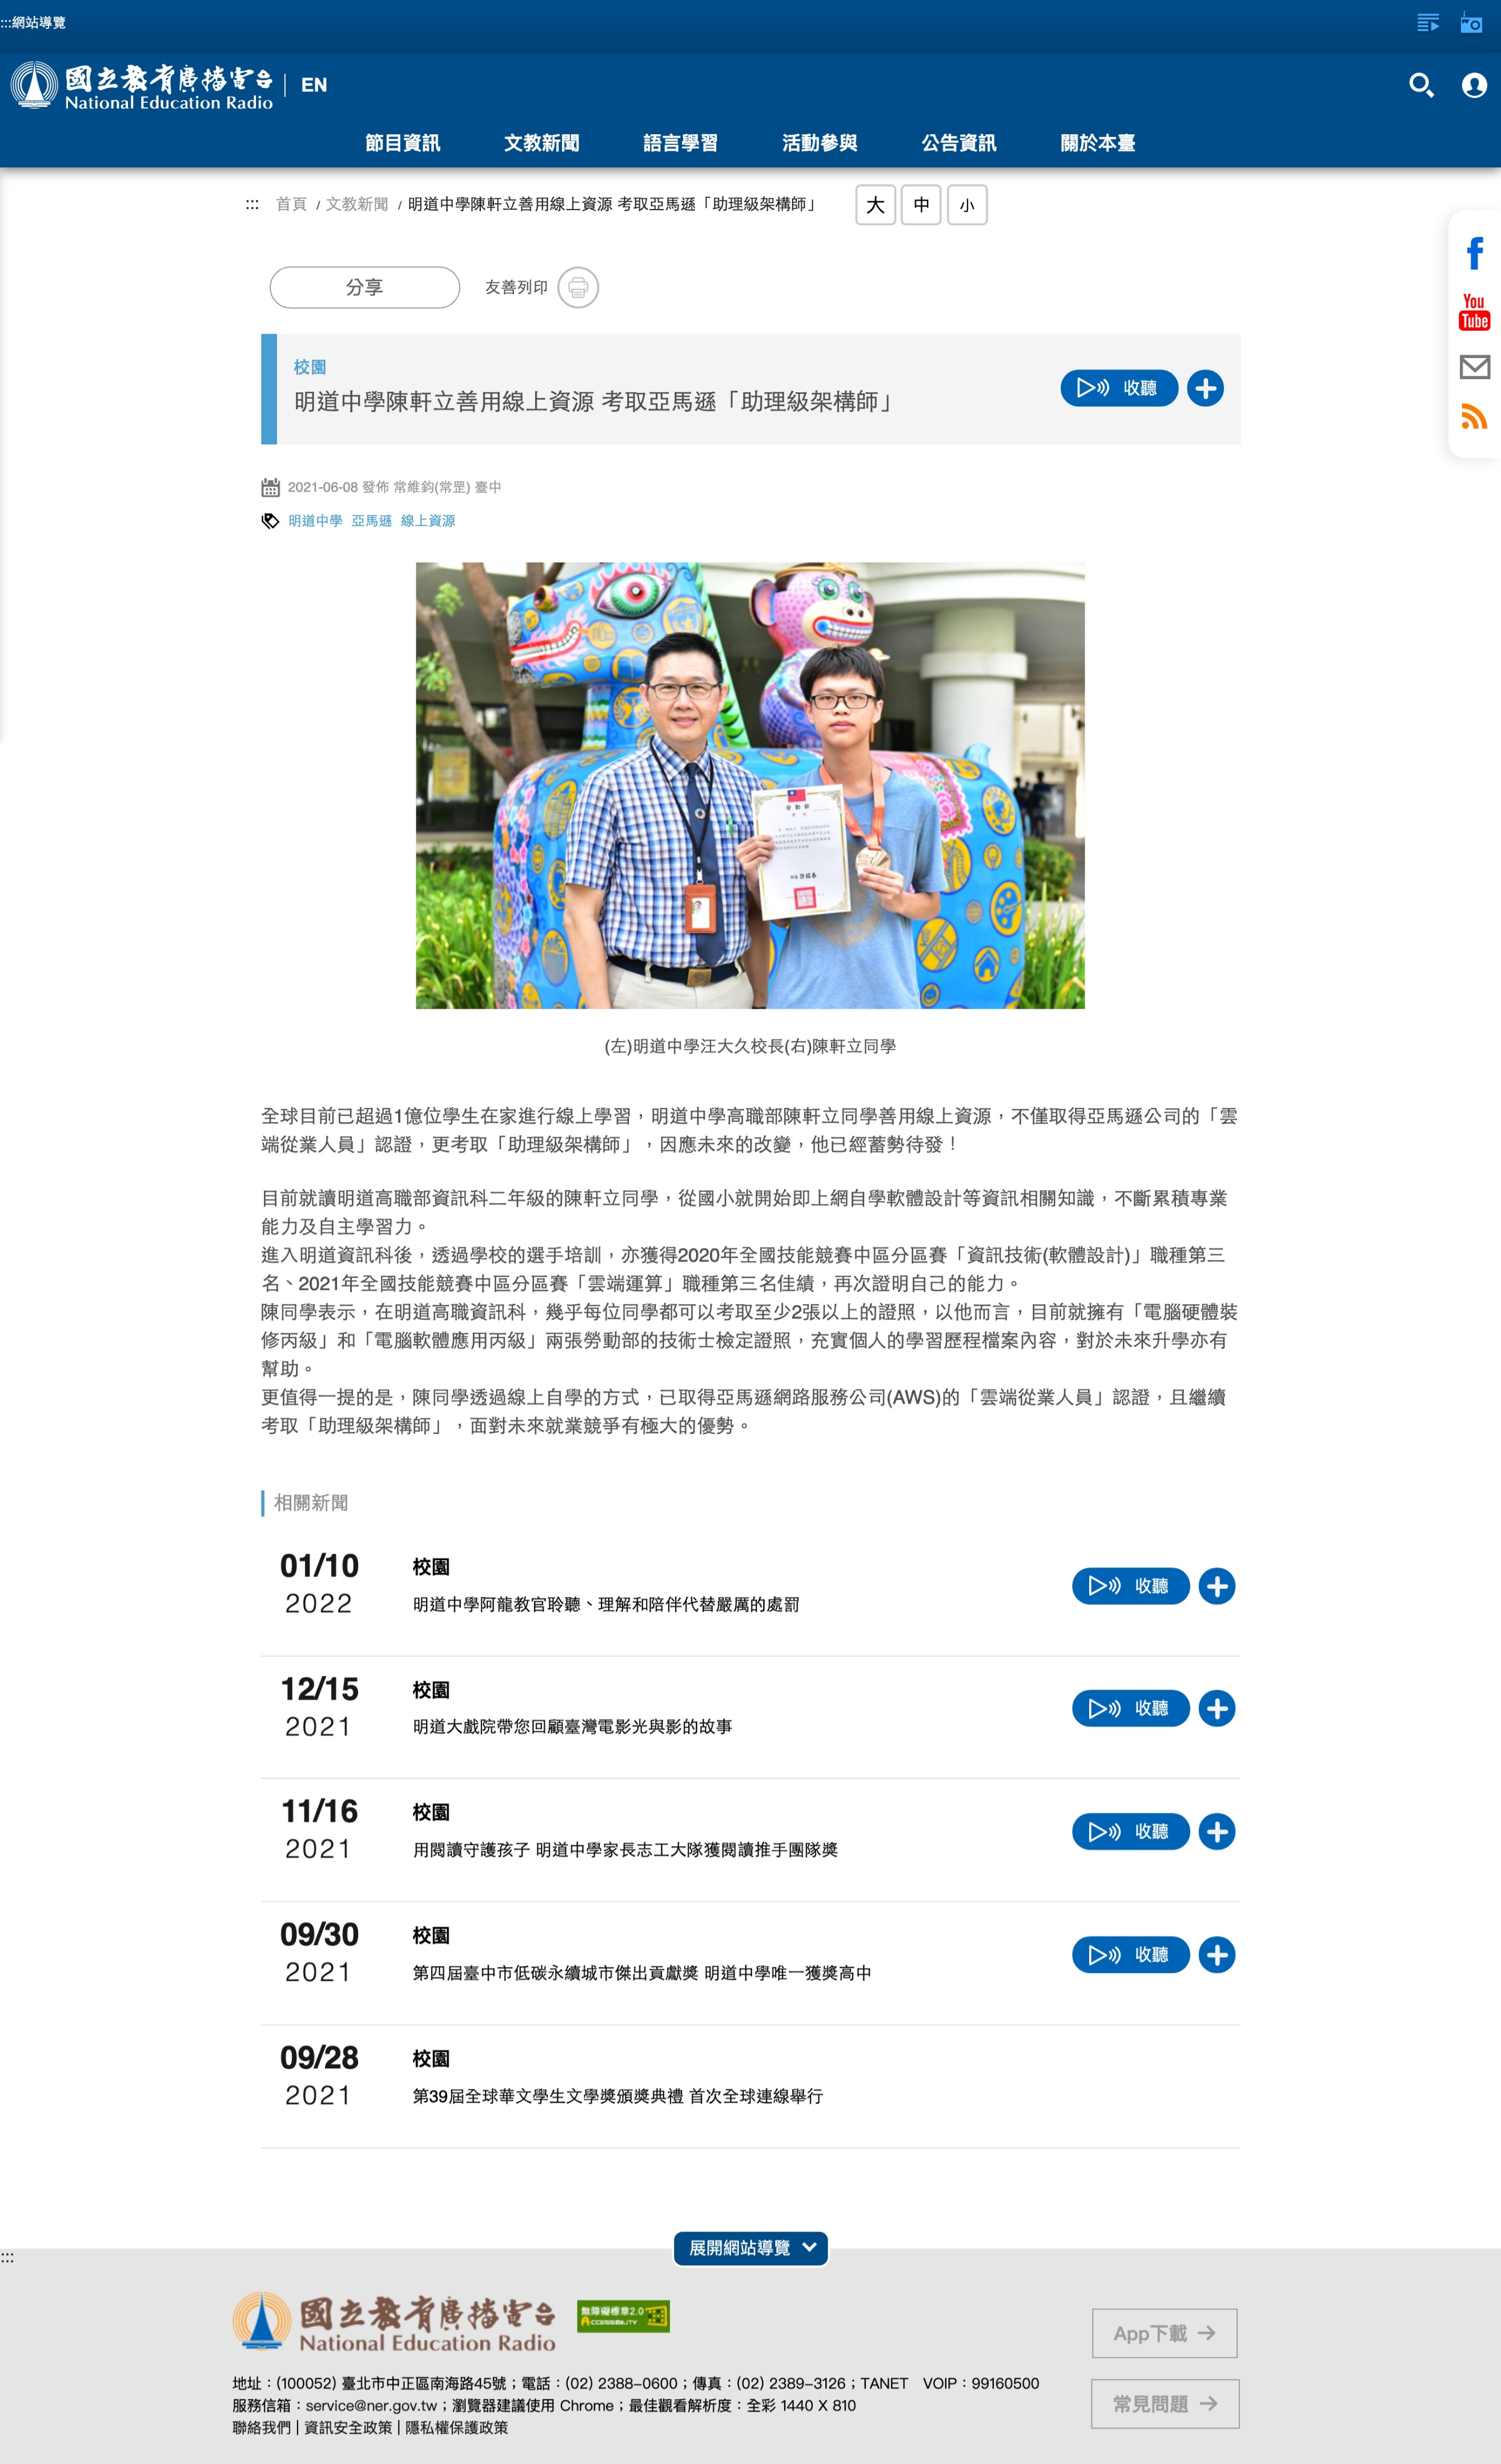 :::網站導覽
國立教育廣播電台
National Education Radio
EN
節目資訊 文教新聞 語言學習 活動參與 公告資訊 關於本臺
::: 首頁 / 文教新聞 / 明道中學陳軒立善用線上資源 考取亞馬遜「助理級架構師」 大 中 小
分享 友善列印
You
Tube
校園
明道中學陳軒立善用線上資源 考取亞馬遜「助理級架構師」
收聽
2021-06-08 發佈 常維鈞(常罡) 臺中
明道中學 亞馬遜 線上資源
(左)明道中學汪大久校長(右)陳軒立同學
全球目前已超過1億位學生在家進行線上學習，明道中學高職部陳軒立同學善用線上資源，不僅取得亞馬遜公司的「雲
端從業人員」認證，更考取「助理級架構師」，因應未來的改變，他已經蓄勢待發！
目前就讀明道高職部資訊科二年級的陳軒立同學，從國小就開始即上網自學軟體設計等資訊相關知識，不斷累積專業
能力及自主學習力。
進入明道資訊科後，透過學校的選手培訓，亦獲得2020年全國技能競賽中區分區賽「資訊技術(軟體設計)」職種第三
名、2021年全國技能競賽中區分區賽「雲端運算」職種第三名佳績，再次證明自己的能力。
陳同學表示，在明道高職資訊科，幾乎每位同學都可以考取至少2張以上的證照，以他而言，目前就擁有「電腦硬體裝
修丙級」和「電腦軟體應用丙級」兩張勞動部的技術士檢定證照，充實個人的學習歷程檔案內容，對於未來升學亦有
幫助。
更值得一提的是，陳同學透過線上自學的方式，已取得亞馬遜網路服務公司(AWS)的「雲端從業人員」認證，且繼續
考取「助理級架構師」，面對未來就業競爭有極大的優勢。
相關新聞
01/10
2022
校園
明道中學阿龍教官聆聽、理解和陪伴代替嚴厲的處罰
收聽
12/15
2021
校園
明道大戲院帶您回顧臺灣電影光與影的故事
收聽
11/16
2021
校園
用閱讀守護孩子 明道中學家長志工大隊獲閱讀推手團隊獎
收聽
09/30
2021
校園
第四屆臺中市低碳永續城市傑出貢獻獎 明道中學唯一獲獎高中
收聽
09/28
2021
校園
第39屆全球華文學生文學獎頒獎典禮 首次全球連線舉行
展開網站導覽
:::
國立教育廣播電台
National Education Radio
無障礙標章2.0
ACCESSIBILITY
App下載
常見問題
地址：(100052) 臺北市中正區南海路45號；電話：(02) 2388-0600；傳真：(02) 2389-3126；TANET VOIP：99160500
服務信箱：service@ner.gov.tw；瀏覽器建議使用 Chrome；最佳觀看解析度：全彩 1440 X 810
聯絡我們 | 資訊安全政策 | 隱私權保護政策